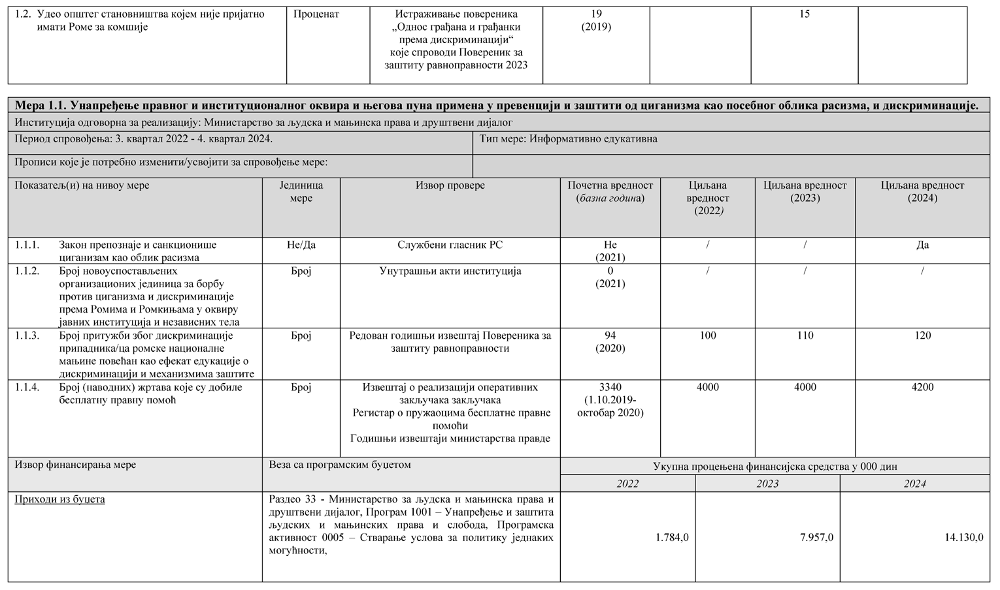 1.2. Удео општег становништва којем није пријатно имати Роме за комшије
Проценат
Истраживање повереника
„Однос грађана и грађанки
према дискриминацији“
које спроводи Повереник за
заштиту равноправности 2023
19
(2019)
15
Мера 1.1. Унапређење правног и институционалног оквира и његова пуна примена у превенцији и заштити од циганизма као посебног облика расизма, и дискриминације.
Институција одговорна за реализацију: Министарство за људска и мањинска права и друштвени дијалог
Период спровођења: 3. квартал 2022 - 4. квартал 2024.
Тип мере: Информативно едукативна
Прописи које је потребно изменити/усвојити за спровођење мере:
Показатељ(и) на нивоу мере
Јединица
мере
Извор провере
Почетна вредност
(базна година)
Циљана
вредност
(2022)
Циљана вредност
(2023)
Циљана вредност
(2024)
1.1.1. Закон препознаје и санкционише
циганизам као облик расизма
Не/Да
Службени гласник РС
Не
(2021)
/
/
Да
1.1.2. Број новоуспостављених
организационих јединица за борбу
против циганизма и дискриминације
према Ромима и Ромкињама у оквиру
јавних институција и независних тела
Број
Унутрашњи акти институција
0
(2021)
/
/
/
1.1.3. Број притужби због дискриминације
припадника/ца ромске националне
мањине повећан као ефекат едукације о
дискриминацији и механизмима заштите
Број
Редован годишњи извештај Повереника за
заштиту равноправности
94
(2020)
100
110
120
1.1.4. Број (наводних) жртава које су добиле
бесплатну правну помоћ
Број
Извештај о реализацији оперативних
закључака закључака
Регистар о пружаоцима бесплатне правне
помоћи
Годишњи извештаји министарства правде
3340
(1.10.2019-
октобар 2020)
4000
4000
4200
Извор финансирања мере
Веза са програмским буџетом
Укупна процењена финансијска средства у 000 дин
2022
2023
2024
Приходи из буџета
Раздео 33 - Министарство за људска и мањинска права и
друштвени дијалог, Програм 1001 – Унапређење и заштита
људских и мањинских права и слобода, Програмска
активност 0005 – Стварање услова за политику једнаких
могућности,
1.784,0
7.957,0
14.130,0